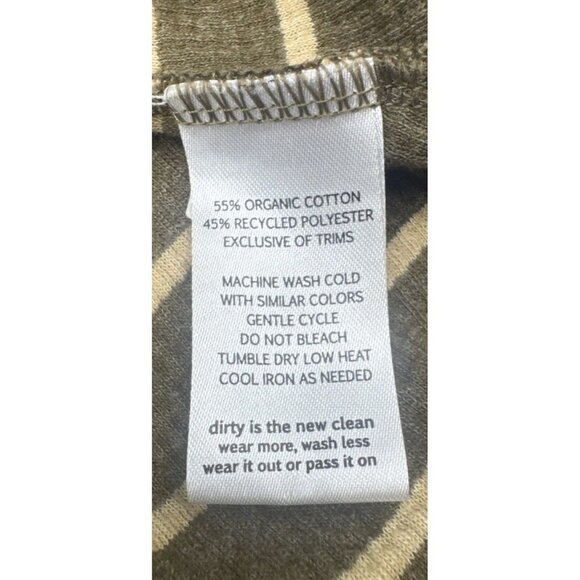 55% ORGANIC COTTON
45% RECYCLED POLYESTER
EXCLUSIVE OF TRIMS
MACHINE WASH COLD
WITH SIMILAR COLORS
GENTLE CYCLE
DO NOT BLEACH
TUMBLE DRY LOW HEAT
COOL IRON AS NEEDED
dirty is the new clean
wear more, wash less
wear it out or pass it on